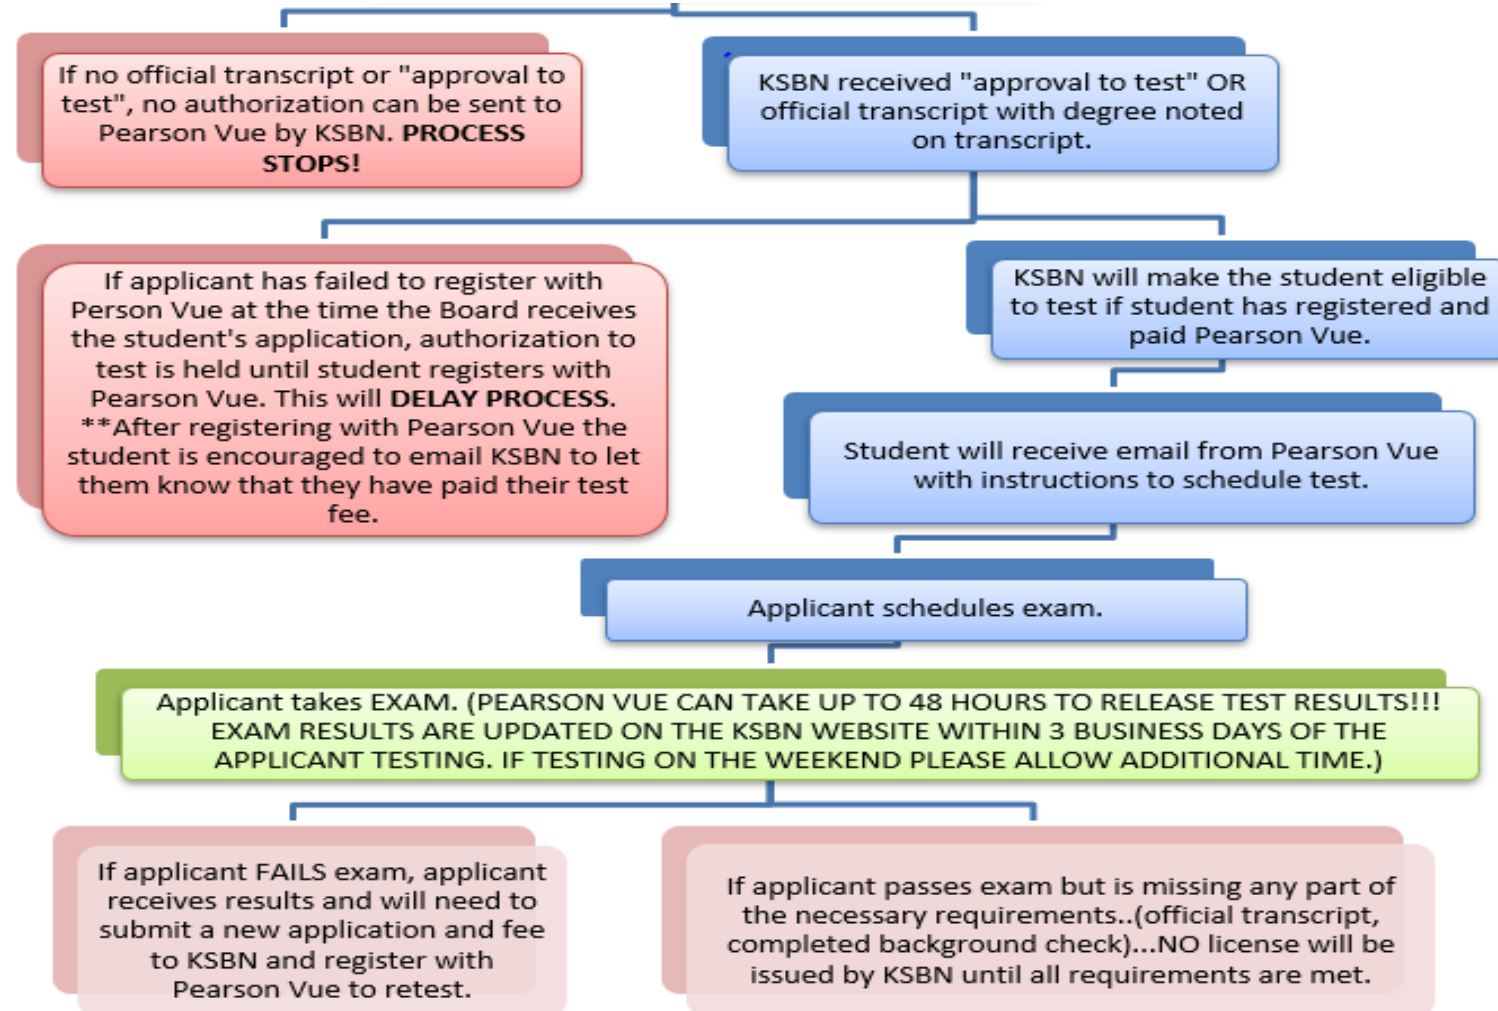 If no official transcript or "approval to
test", no authorization can be sent to
Pearson Vue by KSBN. PROCESS
STOPS!
KSBN received "approval to test" OR
official transcript with degree noted
on transcript.
If applicant has failed to register with
Person Vue at the time the Board receives
the student's application, authorization to
test is held until student registers with
Pearson Vue. This will DELAY PROCESS.
**After registering with Pearson Vue the
student is encouraged to email KSBN to let
them know that they have paid their test
fee.
KSBN will make the student eligible
to test if student has registered and
paid Pearson Vue.
Student will receive email from Pearson Vue
with instructions to schedule test.
Applicant schedules exam.
Applicant takes EXAM. (PEARSON VUE CAN TAKE UP TO 48 HOURS TO RELEASE TEST RESULTS!!!
EXAM RESULTS ARE UPDATED ON THE KSBN WEBSITE WITHIN 3 BUSINESS DAYS OF THE
APPLICANT TESTING. IF TESTING ON THE WEEKEND PLEASE ALLOW ADDITIONAL TIME.)
If applicant FAILS exam, applicant
receives results and will need to
submit a new application and fee
to KSBN and register with
Pearson Vue to retest.
If applicant passes exam but is missing any part of
the necessary requirements..(official transcript,
completed background check)...NO license will be
issued by KSBN until all requirements are met.